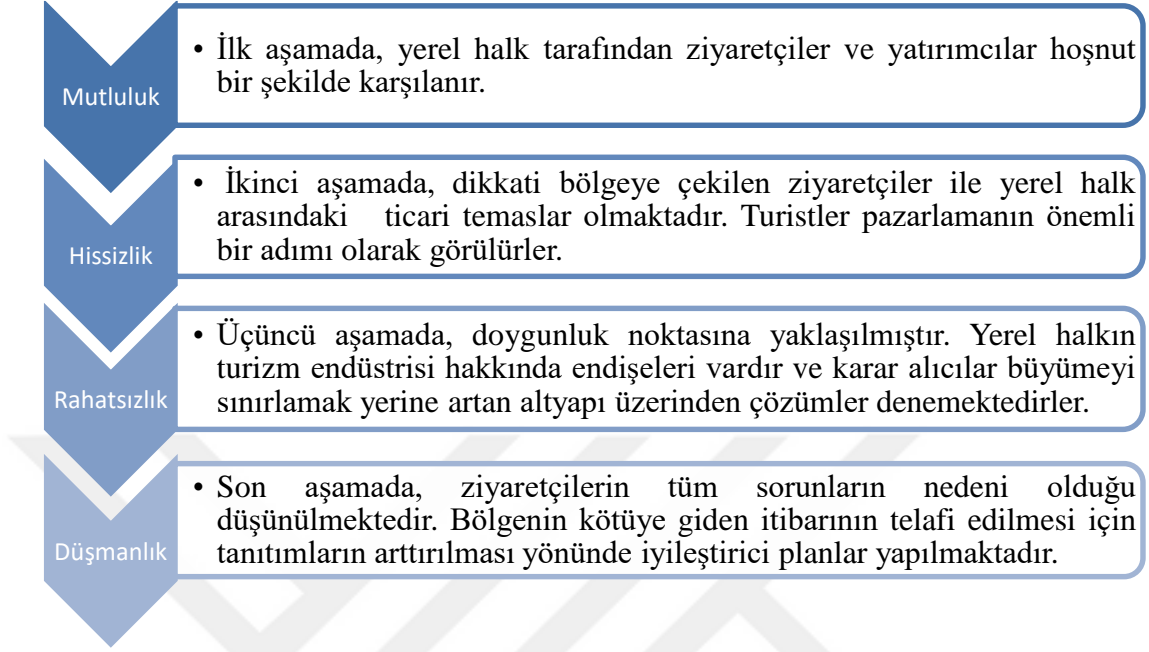 Mutluluk
• İlk aşamada, yerel halk tarafından ziyaretçiler ve yatırımcılar hoşnut
bir şekilde karşılanır.
Hissizlik
• İkinci aşamada, dikkati bölgeye çekilen ziyaretçiler ile yerel halk
arasındaki ticari temaslar olmaktadır. Turistler pazarlamanın önemli
bir adımı olarak görülürler.
Rahatsızlık
• Üçüncü aşamada, doygunluk noktasına yaklaşılmıştır. Yerel halkın
turizm endüstrisi hakkında endişeleri vardır ve karar alıcılar büyümeyi
sınırlamak yerine artan altyapı üzerinden çözümler denemektedirler.
Düşmanlık
• Son aşamada, ziyaretçilerin tüm sorunların nedeni olduğu
düşünülmektedir. Bölgenin kötüye giden itibarının telafi edilmesi için
tanıtımların arttırılması yönünde iyileştirici planlar yapılmaktadır.